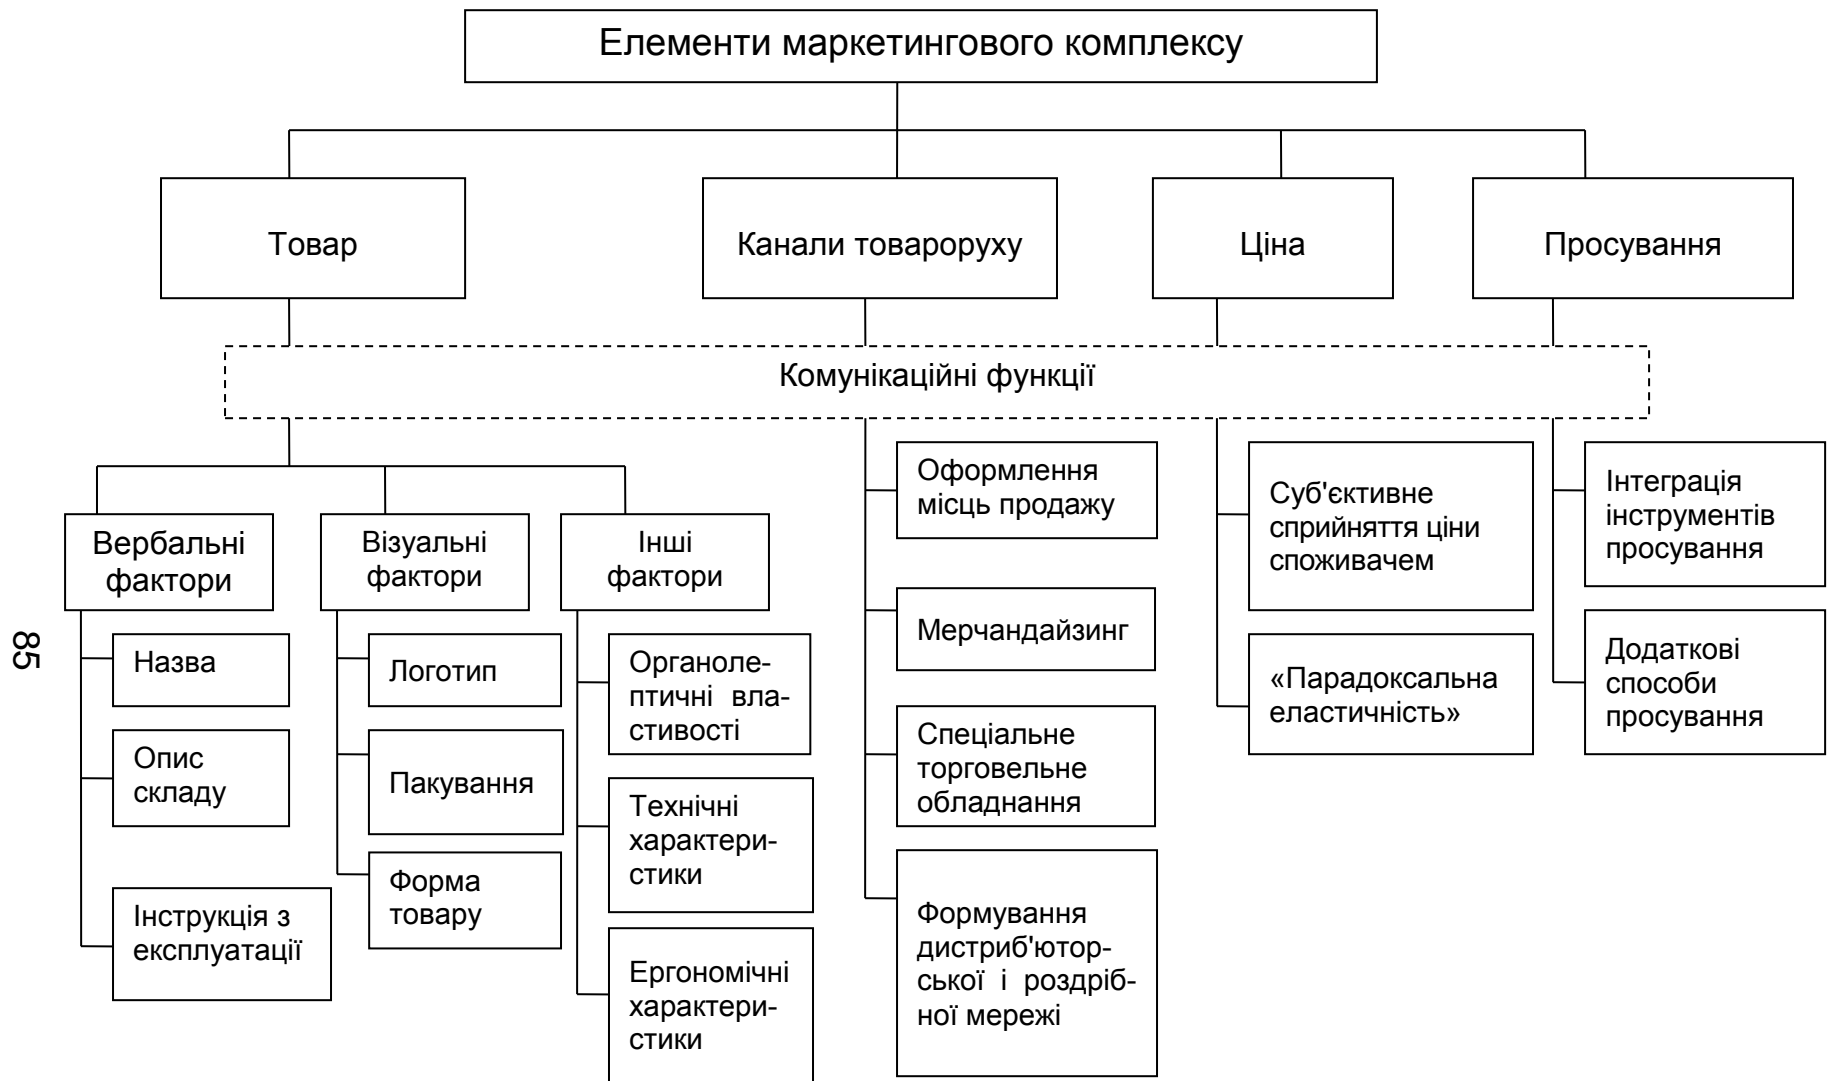 Елементи маркетингового комплексу
Товар
Канали товароруху
Ціна
Просування
Комунікаційні функції
Вербальні
фактори
Назва
Опис
складу
Інструкція з
експлуатації
Візуальні
фактори
Логотип
Пакування
Форма
товару
Інші
фактори
Органоле-
птичні вла-
стивості
Технічні
характери-
стики
Ергономічні
характери-
стики
Оформлення
місць продажу
Мерчандайзинг
Спеціальне
торговельне
обладнання
Формування
дистриб'ютор-
ської і роздріб-
ної мережі
Суб'єктивне
сприйняття ціни
споживачем
«Парадоксальна
еластичність»
Інтеграція
інструментів
просування
Додаткові
способи
просування
85